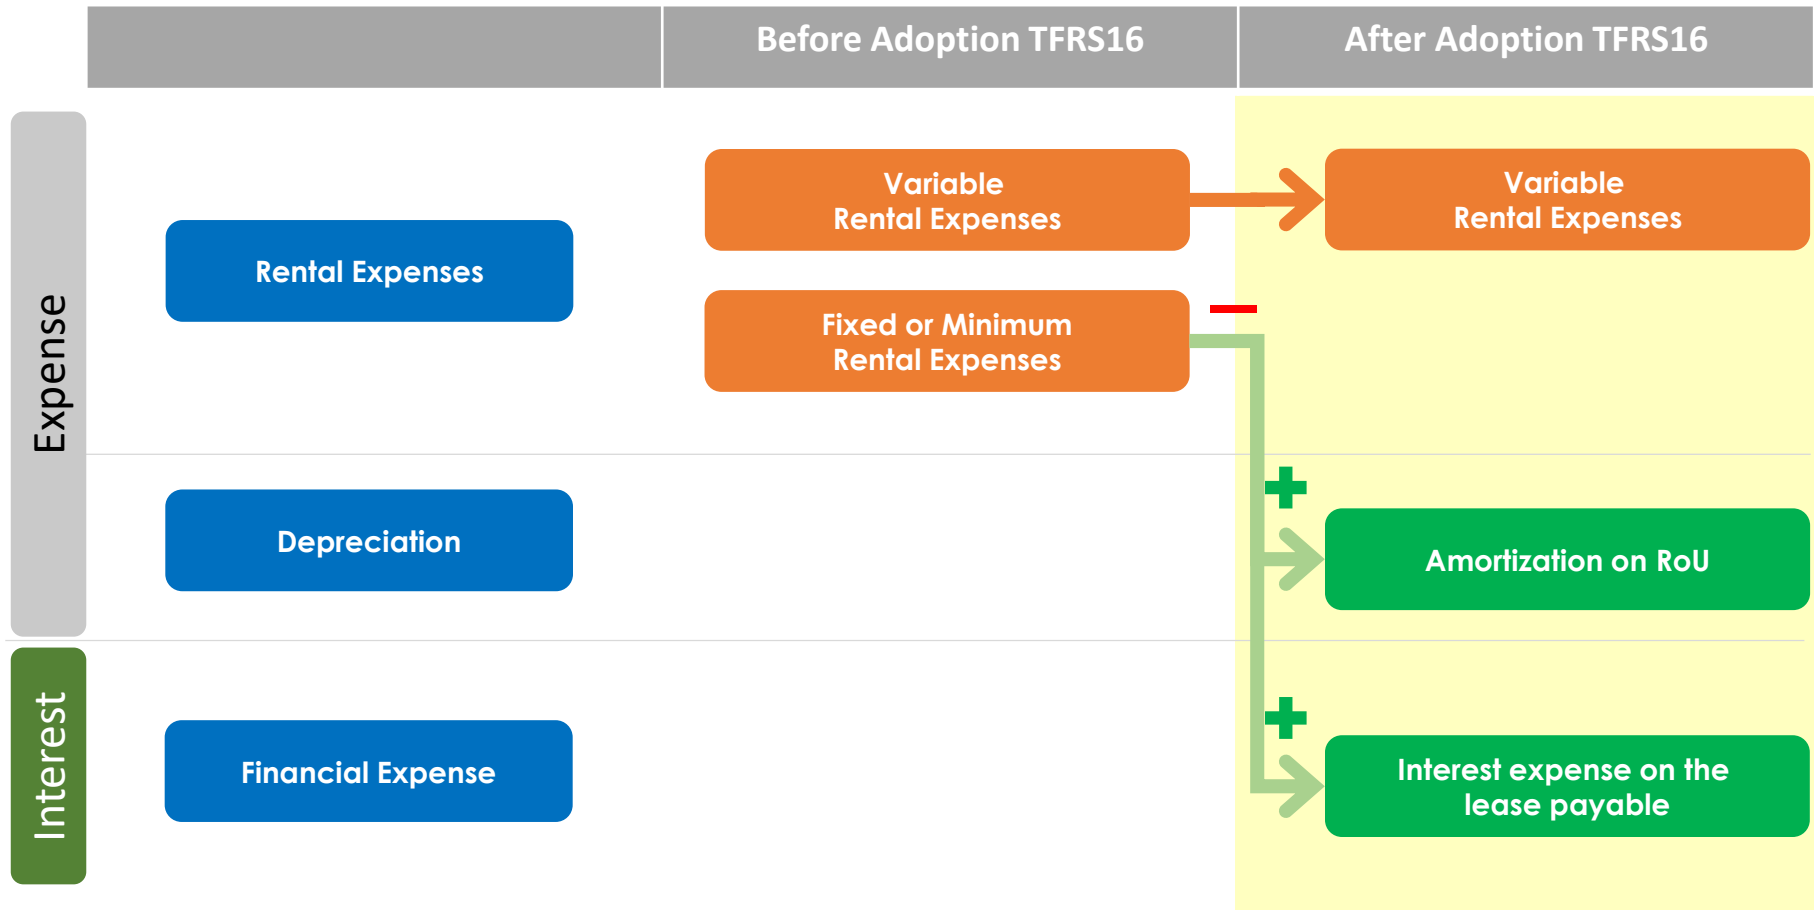 Before Adoption TFRS16
After Adoption TFRS16
Expense
Rental Expenses
Variable
Rental Expenses
Variable
Rental Expenses
Fixed or Minimum
Rental Expenses
Depreciation
Amortization on RoU
Interest
Financial Expense
Interest expense on the
lease payable